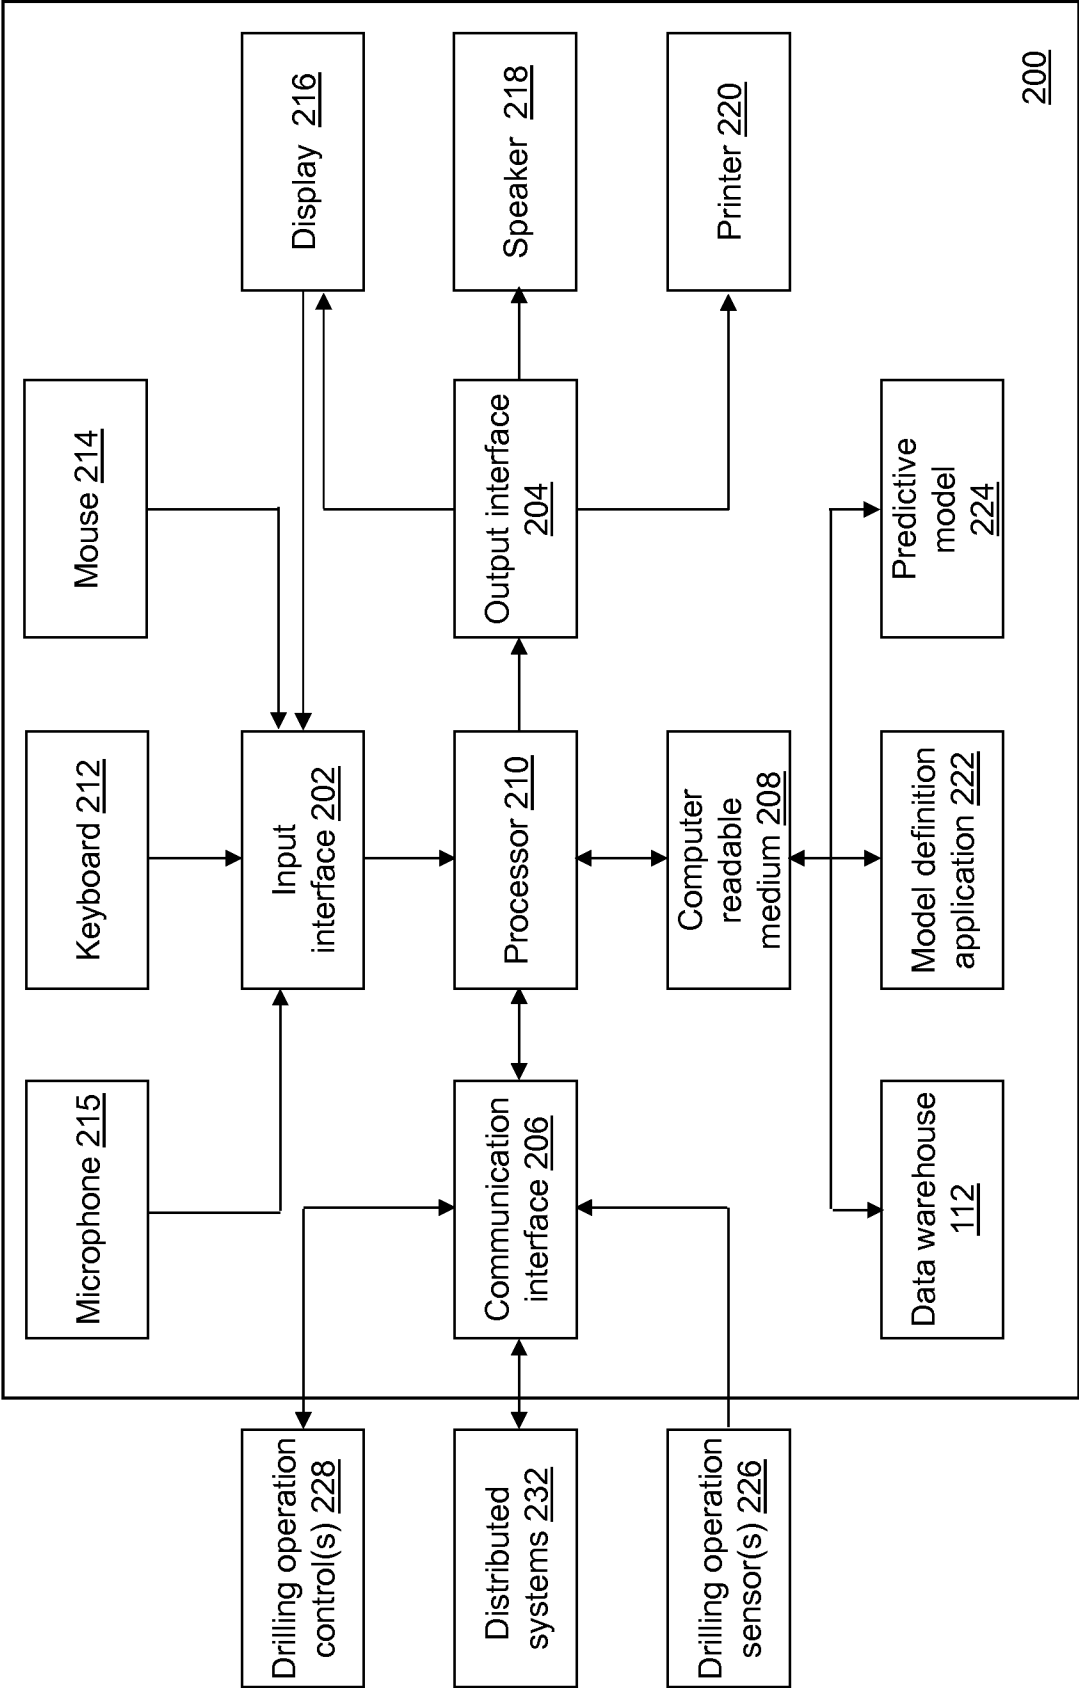 Microphone 215
Keyboard 212
Mouse 214
Drilling operation
control(s) 228
Input
interface 202
Display 216
Distributed
systems 232
Communication
interface 206
Processor 210
Output interface
204
Speaker 218
Drilling operation
sensor(s) 226
Computer
readable
medium 208
Printer 220
Data warehouse
112
Model definition
application 222
Predictive
model
224
200